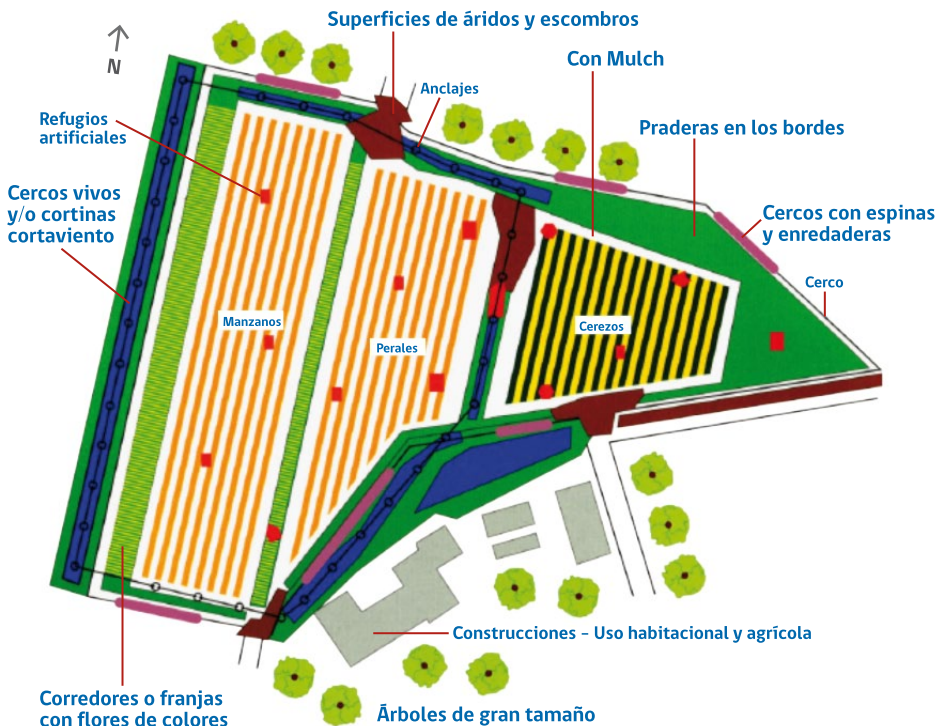 Superficies de áridos y escombros
N
Con Mulch
Anclajes
Refugios
artificiales
Praderas en los bordes
Cercos vivos
y/o cortinas
cortaviento
Cercos con espinas
y enredaderas
Cerco
Manzanos
Perales
Cerezos
Construcciones - Uso habitacional y agrícola
Corredores o franjas
con flores de colores
Árboles de gran tamaño